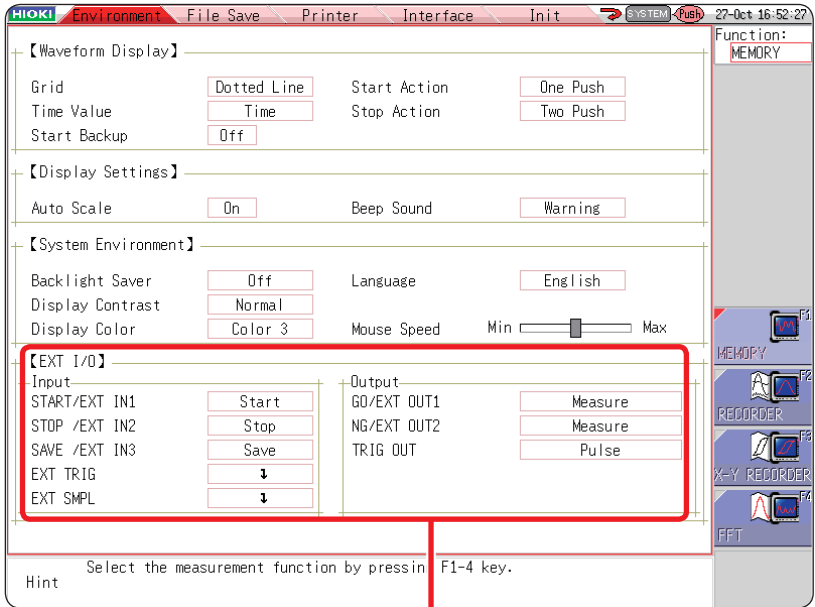 HIOKI Environment File Save Printer Interface Init SYSTEM Push 27-Oct 16:52:27
Function:
MEMORY
【Waveform Display】
Grid Dotted Line Start Action One Push
Time Value Time Stop Action Two Push
Start Backup Off
【Display Settings】
Auto Scale On Beep Sound Warning
【System Environment】
Backlight Saver Off Language English
Display Contrast Normal
Display Color Color 3 Mouse Speed Min Max
【EXT I/O】
Input Output
START/EXT IN1 Start GO/EXT OUT1 Measure
STOP /EXT IN2 Stop NG/EXT OUT2 Measure
SAVE /EXT IN3 Save TRIG OUT Pulse
EXT TRIG ↴
EXT SMPL ↴
F1
MEMORY
F2
RECORDER
F3
X-Y RECORDER
F4
FFT
Select the measurement function by pressin F1-4 key.
Hint